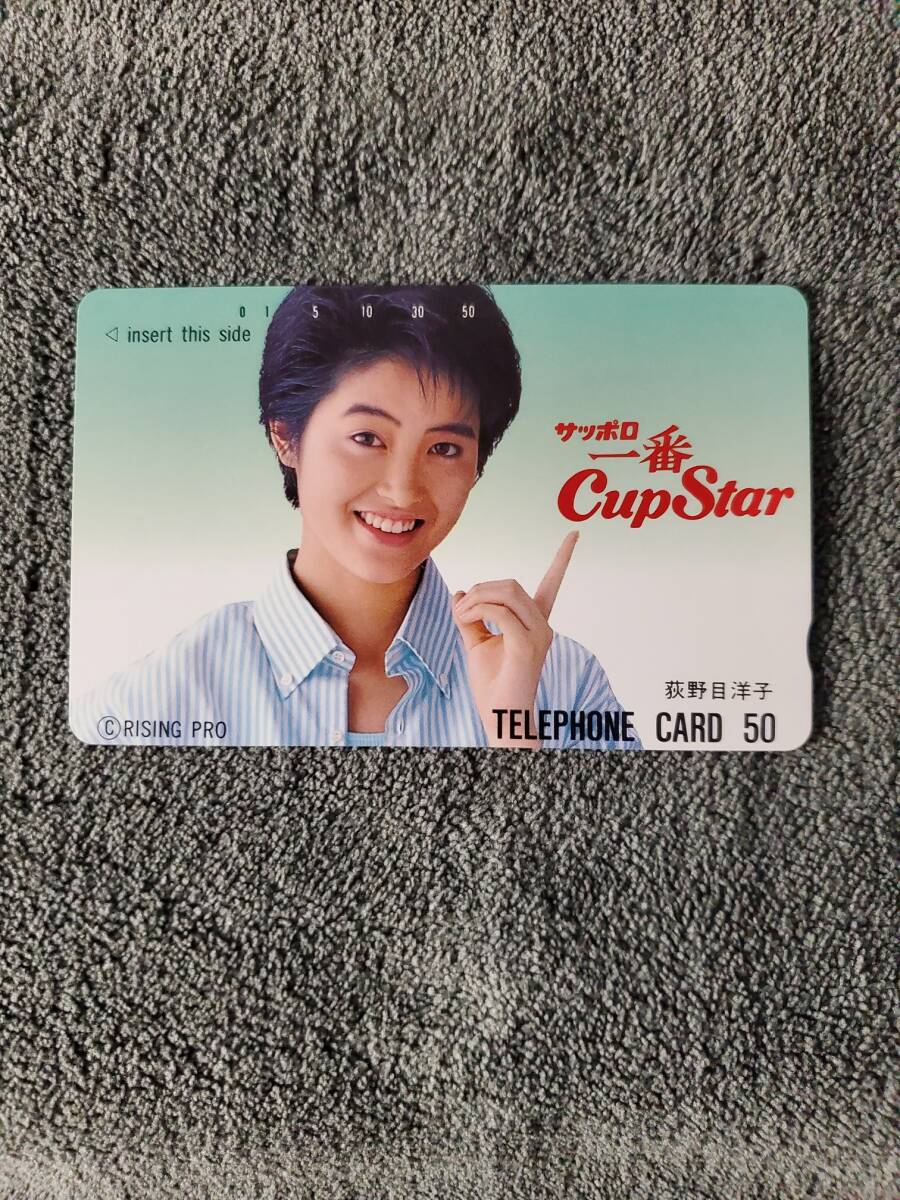 0 1 5 10 30 50
◁ insert this side
サッポロ
一番
CupStar
荻野目洋子
©RISING PRO
TELEPHONE CARD 50